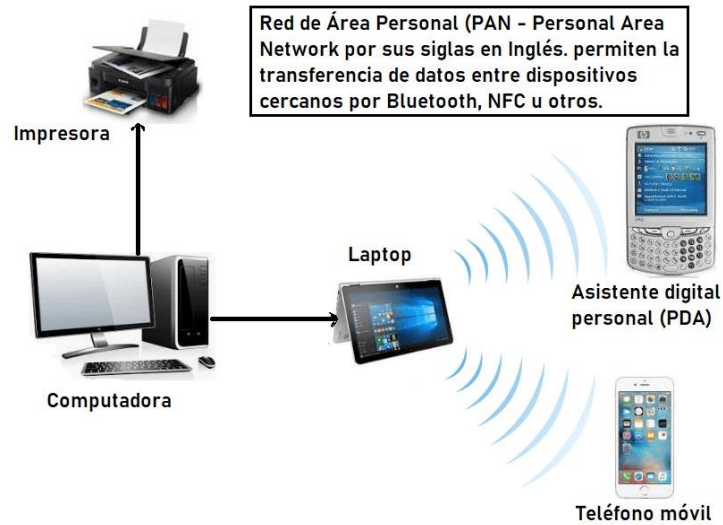 Red de Área Personal (PAN - Personal Area
Network por sus siglas en Inglés. permiten la
transferencia de datos entre dispositivos
cercanos por Bluetooth, NFC u otros.
Impresora
Laptop
Asistente digital
personal (PDA)
Computadora
Teléfono móvil